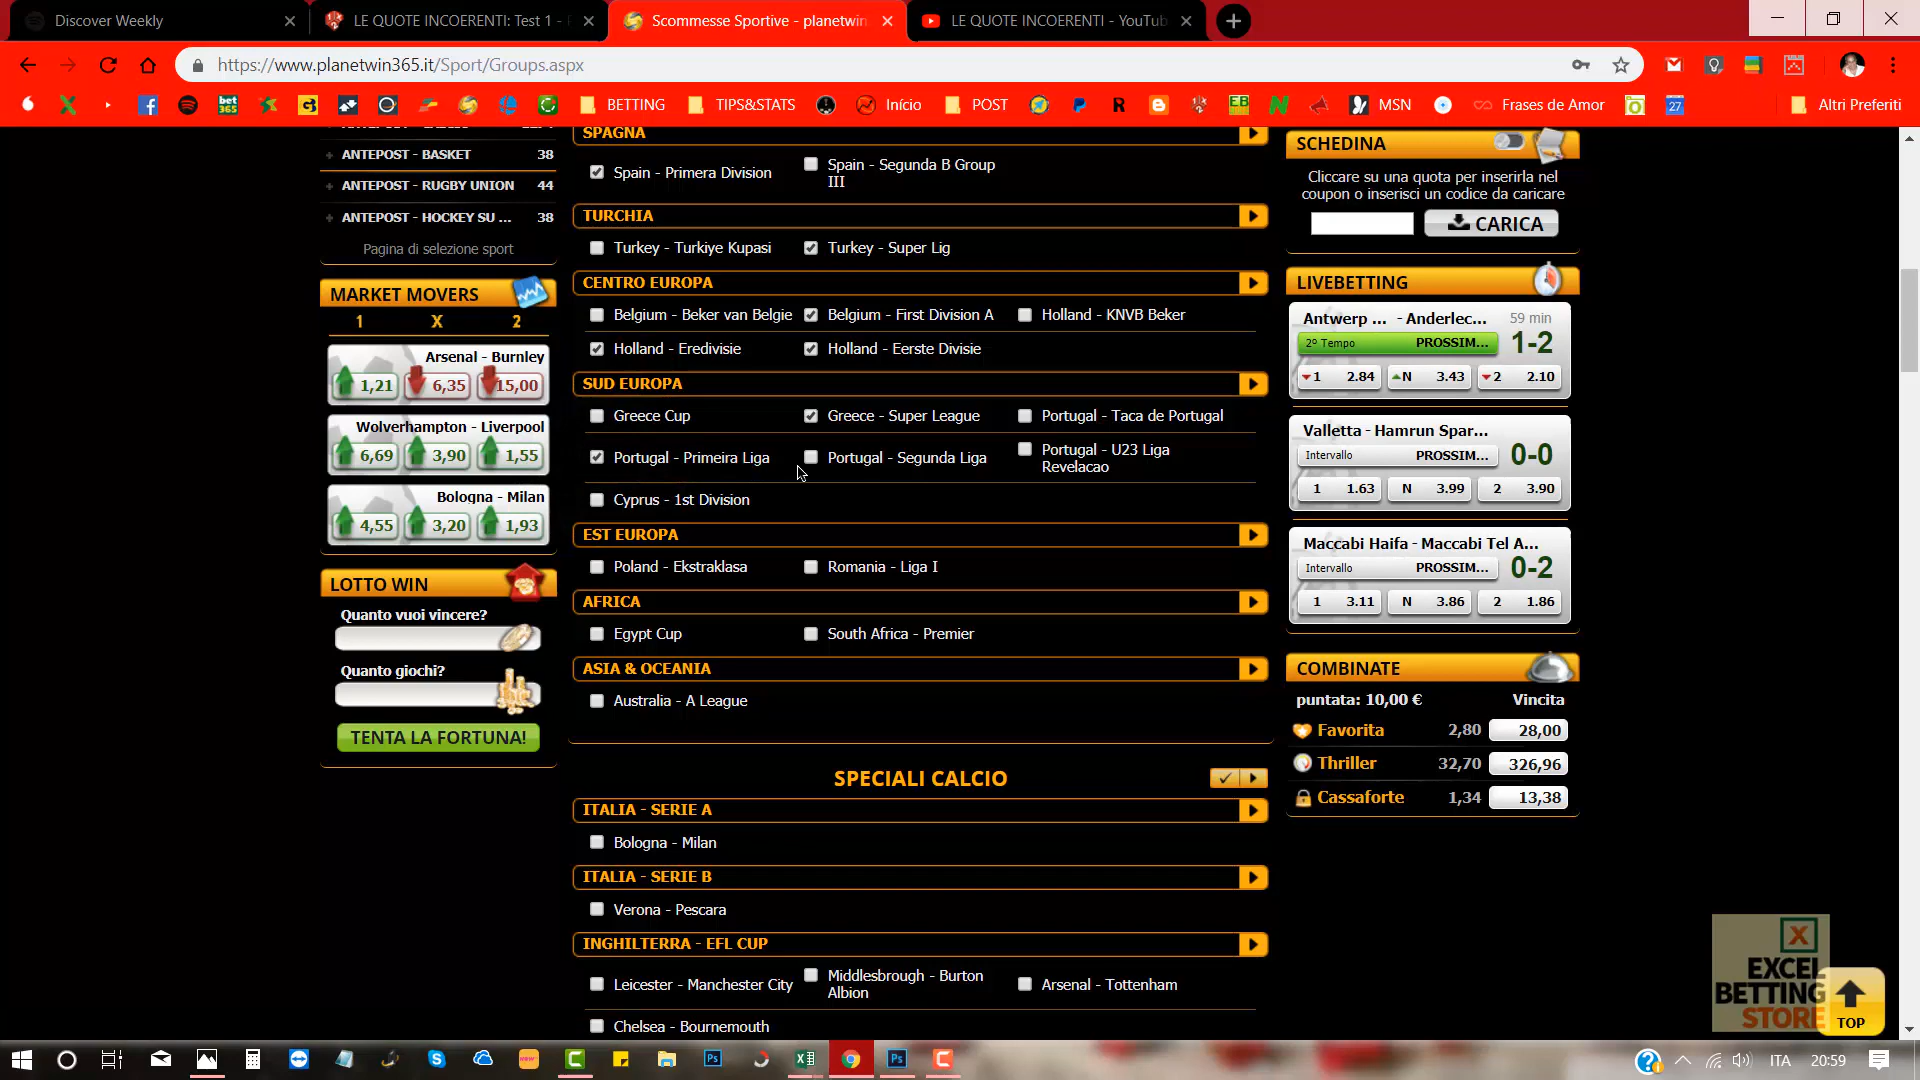 Discover Weekly
LE QUOTE INCOERENTI: Test 1 -
Scommesse Sportive - planetwin
LE QUOTE INCOERENTI - YouTub
https://www.planetwin365.it/Sport/Groups.aspx
BETTING
TIPS&STATS
Início
POST
MSN
Frases de Amor
Altri Preferiti
ANTEPOST - BASKET 38
ANTEPOST - RUGBY UNION 44
ANTEPOST - HOCKEY SU ... 38
Pagina di selezione sport
MARKET MOVERS
1 X 2
Arsenal - Burnley
1,21 6,35 15,00
Wolverhampton - Liverpool
6,69 3,90 1,55
Bologna - Milan
4,55 3,20 1,93
LOTTO WIN
Quanto vuoi vincere?
Quanto giochi?
TENTA LA FORTUNA!
SPAGNA
Spain - Primera Division
Spain - Segunda B Group
III
TURCHIA
Turkey - Turkiye Kupasi
Turkey - Super Lig
CENTRO EUROPA
Belgium - Beker van Belgie
Belgium - First Division A
Holland - KNVB Beker
Holland - Eredivisie
Holland - Eerste Divisie
SUD EUROPA
Greece Cup
Greece - Super League
Portugal - Taca de Portugal
Portugal - Primeira Liga
Portugal - Segunda Liga
Portugal - U23 Liga
Revelacao
Cyprus - 1st Division
EST EUROPA
Poland - Ekstraklasa
Romania - Liga I
AFRICA
Egypt Cup
South Africa - Premier
ASIA & OCEANIA
Australia - A League
SPECIALI CALCIO
ITALIA - SERIE A
Bologna - Milan
ITALIA - SERIE B
Verona - Pescara
INGHILTERRA - EFL CUP
Leicester - Manchester City
Middlesbrough - Burton
Albion
Arsenal - Tottenham
Chelsea - Bournemouth
SCHEDINA
Cliccare su una quota per inserirla nel
coupon o inserisci un codice da caricare
CARICA
LIVEBETTING
Antwerp ... - Anderlec... 59 min
2º Tempo PROSSIM... 1-2
1 2.84 N 3.43 2 2.10
Valletta - Hamrun Spar...
Intervallo PROSSIM... 0-0
1 1.63 N 3.99 2 3.90
Maccabi Haifa - Maccabi Tel A...
Intervallo PROSSIM... 0-2
1 3.11 N 3.86 2 1.86
COMBINATE
puntata: 10,00 € Vincita
Favorita 2,80 28,00
Thriller 32,70 326,96
Cassaforte 1,34 13,38
X
EXCEL
BETTING
STORE
TOP
ITA 20:59